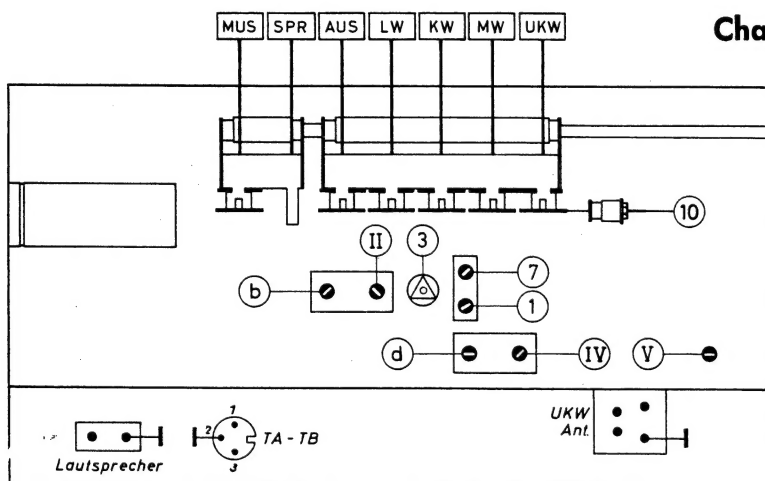 MUS SPR AUS LW KW MW UKW
Cha
10
II 3
7
b
1
d IV V
1
2 TA-TB
3
Lautsprecher
UKW
Ant.